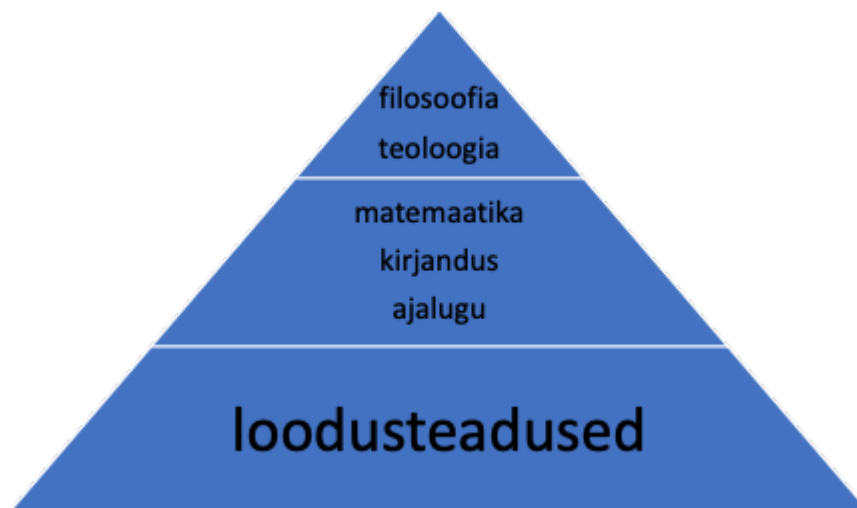 filosoofia
teoloogia
matemaatika
kirjandus
ajalugu
loodusteadused